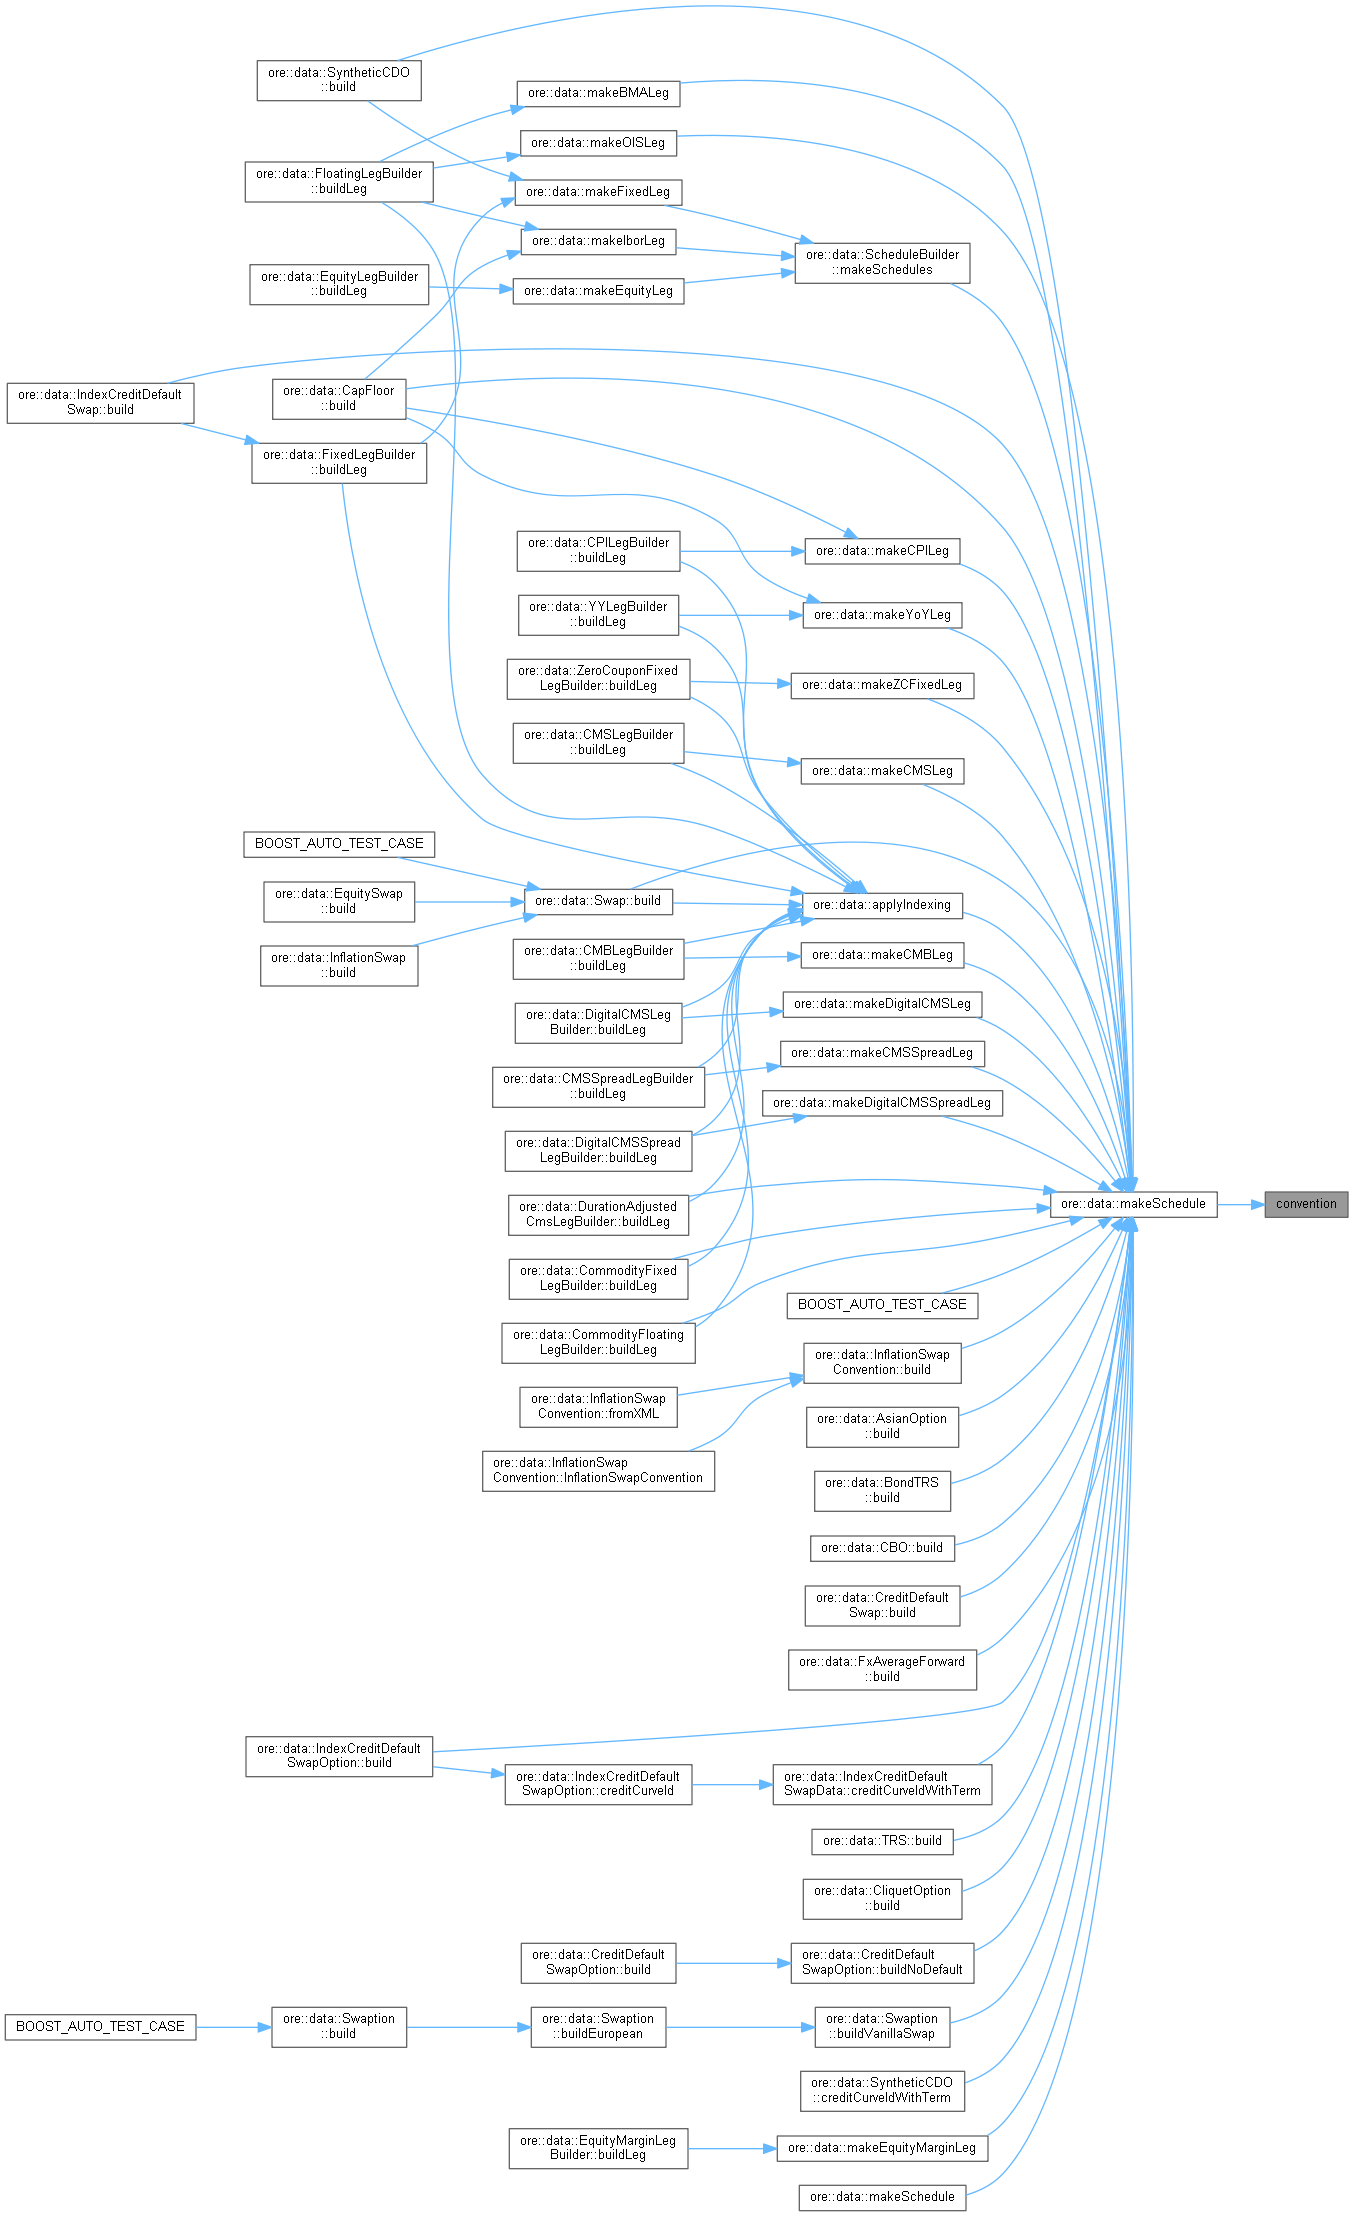 ore::data::SyntheticCDO
::build
ore::data::makeBMALeg
ore::data::makeOISLeg
ore::data::FloatingLegBuilder
::buildLeg
ore::data::makeFixedLeg
ore::data::makeIborLeg
ore::data::ScheduleBuilder
::makeSchedules
ore::data::EquityLegBuilder
::buildLeg
ore::data::makeEquityLeg
ore::data::IndexCreditDefault
Swap::build
ore::data::CapFloor
::build
ore::data::FixedLegBuilder
::buildLeg
ore::data::CPILegBuilder
::buildLeg
ore::data::makeCPILeg
ore::data::YYLegBuilder
::buildLeg
ore::data::makeYoYLeg
ore::data::ZeroCouponFixed
LegBuilder::buildLeg
ore::data::makeZCFixedLeg
ore::data::CMSLegBuilder
::buildLeg
ore::data::makeCMSLeg
BOOST_AUTO_TEST_CASE
ore::data::EquitySwap
::build
ore::data::Swap::build
ore::data::applyIndexing
ore::data::InflationSwap
::build
ore::data::CMBLegBuilder
::buildLeg
ore::data::makeCMBLeg
ore::data::DigitalCMSLeg
Builder::buildLeg
ore::data::makeDigitalCMSLeg
ore::data::CMSSpreadLegBuilder
::buildLeg
ore::data::makeCMSSpreadLeg
ore::data::makeDigitalCMSSpreadLeg
ore::data::DigitalCMSSpread
LegBuilder::buildLeg
ore::data::DurationAdjusted
CmsLegBuilder::buildLeg
ore::data::makeSchedule
convention
ore::data::CommodityFixed
LegBuilder::buildLeg
BOOST_AUTO_TEST_CASE
ore::data::CommodityFloating
LegBuilder::buildLeg
ore::data::InflationSwap
Convention::build
ore::data::InflationSwap
Convention::fromXML
ore::data::AsianOption
::build
ore::data::InflationSwap
Convention::InflationSwapConvention
ore::data::BondTRS
::build
ore::data::CBO::build
ore::data::CreditDefault
Swap::build
ore::data::FxAverageForward
::build
ore::data::IndexCreditDefault
SwapOption::build
ore::data::IndexCreditDefault
SwapOption::creditCurveId
ore::data::IndexCreditDefault
SwapData::creditCurveIdWithTerm
ore::data::TRS::build
ore::data::CliquetOption
::build
ore::data::CreditDefault
SwapOption::build
ore::data::CreditDefault
SwapOption::buildNoDefault
BOOST_AUTO_TEST_CASE
ore::data::Swaption
::build
ore::data::Swaption
::buildEuropean
ore::data::Swaption
::buildVanillaSwap
ore::data::SyntheticCDO
::creditCurveIdWithTerm
ore::data::EquityMarginLeg
Builder::buildLeg
ore::data::makeEquityMarginLeg
ore::data::makeSchedule